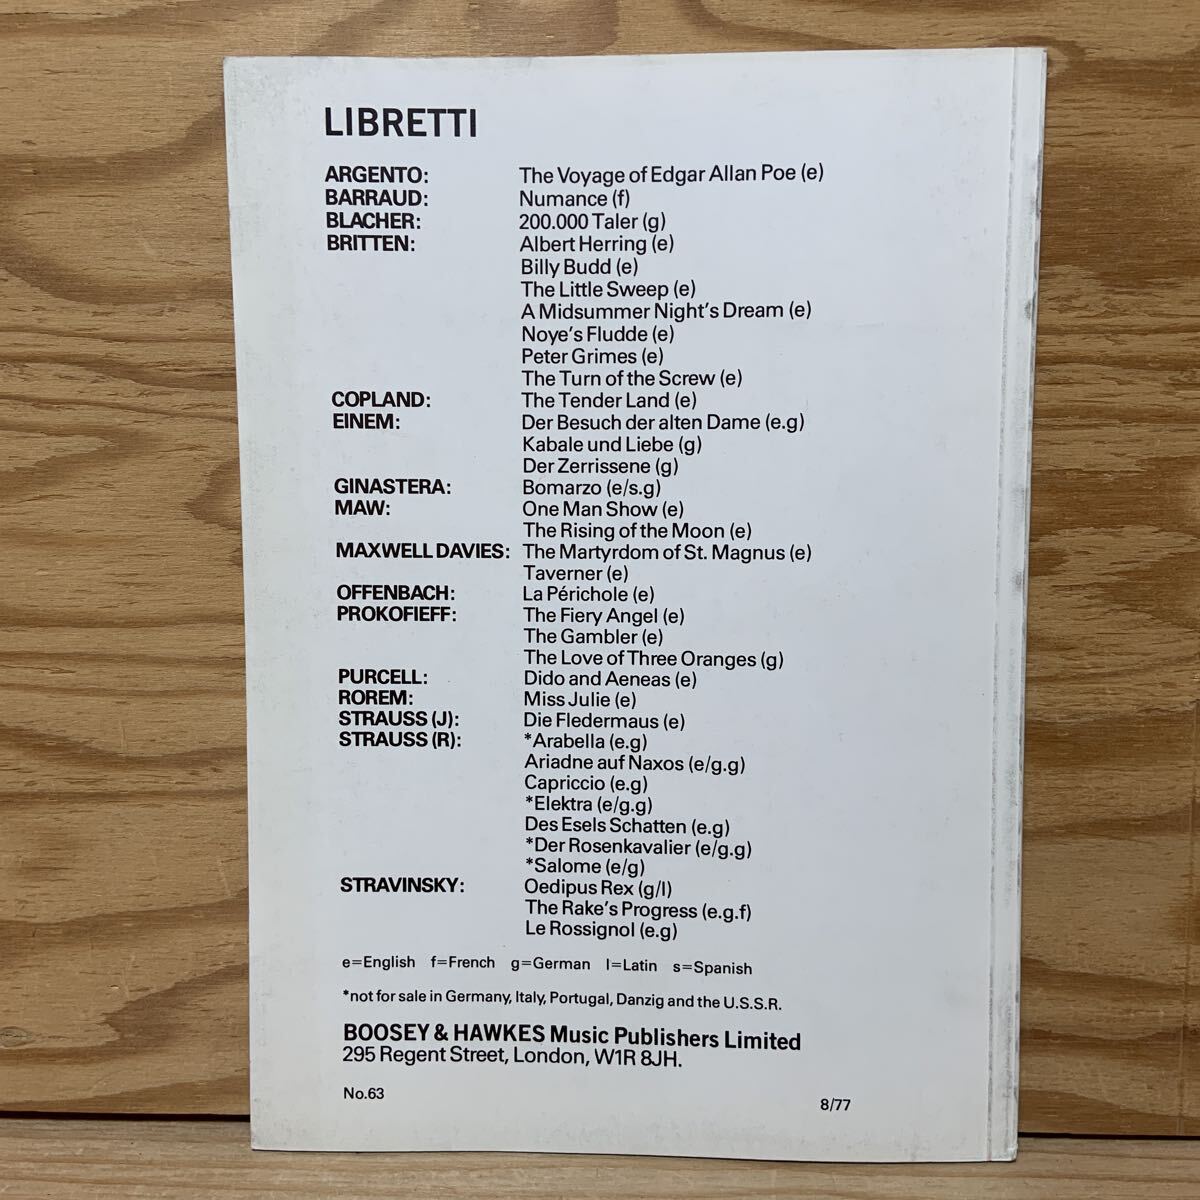 LIBRETTI
ARGENTO: The Voyage of Edgar Allan Poe (e)
BARRAUD: Numance (f)
BLACHER: 200.000 Taler (g)
BRITTEN: Albert Herring (e)
Billy Budd (e)
The Little Sweep (e)
A Midsummer Night's Dream (e)
Noye's Fludde (e)
Peter Grimes (e)
The Turn of the Screw (e)
COPLAND: The Tender Land (e)
EINEM: Der Besuch der alten Dame (e.g)
Kabale und Liebe (g)
Der Zerrissene (g)
GINASTERA: Bomarzo (e/s.g)
MAW: One Man Show (e)
The Rising of the Moon (e)
MAXWELL DAVIES: The Martyrdom of St. Magnus (e)
Taverner (e)
OFFENBACH: La Périchole (e)
PROKOFIEFF: The Fiery Angel (e)
The Gambler (e)
The Love of Three Oranges (g)
PURCELL: Dido and Aeneas (e)
ROREM: Miss Julie (e)
STRAUSS (J): Die Fledermaus (e)
STRAUSS (R): *Arabella (e.g)
Ariadne auf Naxos (e/g.g)
Capriccio (e.g)
*Elektra (e/g.g)
Des Esels Schatten (e.g)
*Der Rosenkavalier (e/g.g)
*Salome (e/g)
STRAVINSKY: Oedipus Rex (g/l)
The Rake's Progress (e.g.f)
Le Rossignol (e.g)
e=English f=French g=German l=Latin s=Spanish
*not for sale in Germany, Italy, Portugal, Danzig and the U.S.S.R.
BOOSEY & HAWKES Music Publishers Limited
295 Regent Street, London, W1R 8JH.
No.63
8/77